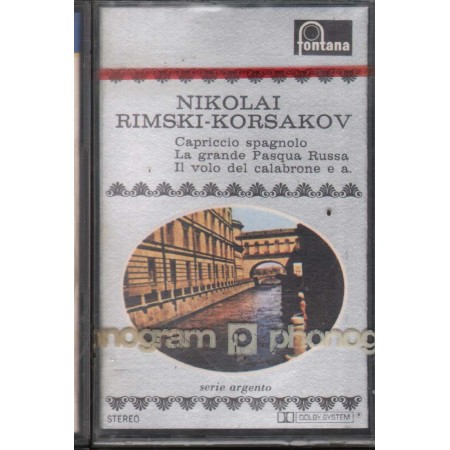 fontana
NIKOLAI
RIMSKI-KORSAKOV
Capriccio spagnolo
La grande Pasqua Russa
Il volo del calabrone e a.
nogram p phonog
serie argento
STEREO
DOLBY SYSTEM